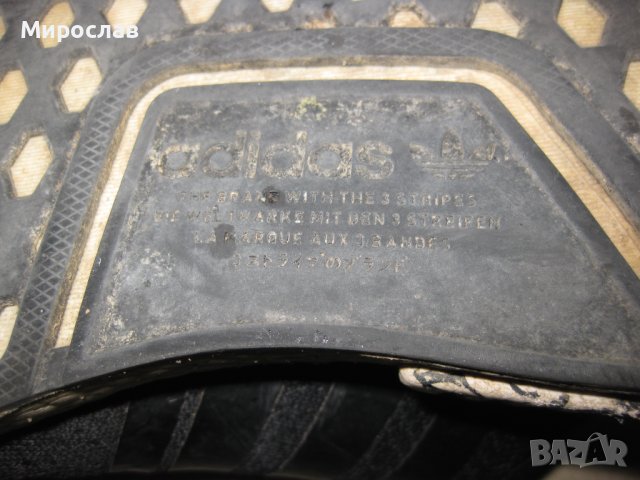 Мирослав
adidas
THE BRAND WITH THE 3 STRIPES
DIE WELTMARKE MIT DEN 3 STREIFEN
LA MARQUE AUX 3 BANDES
BAZAR